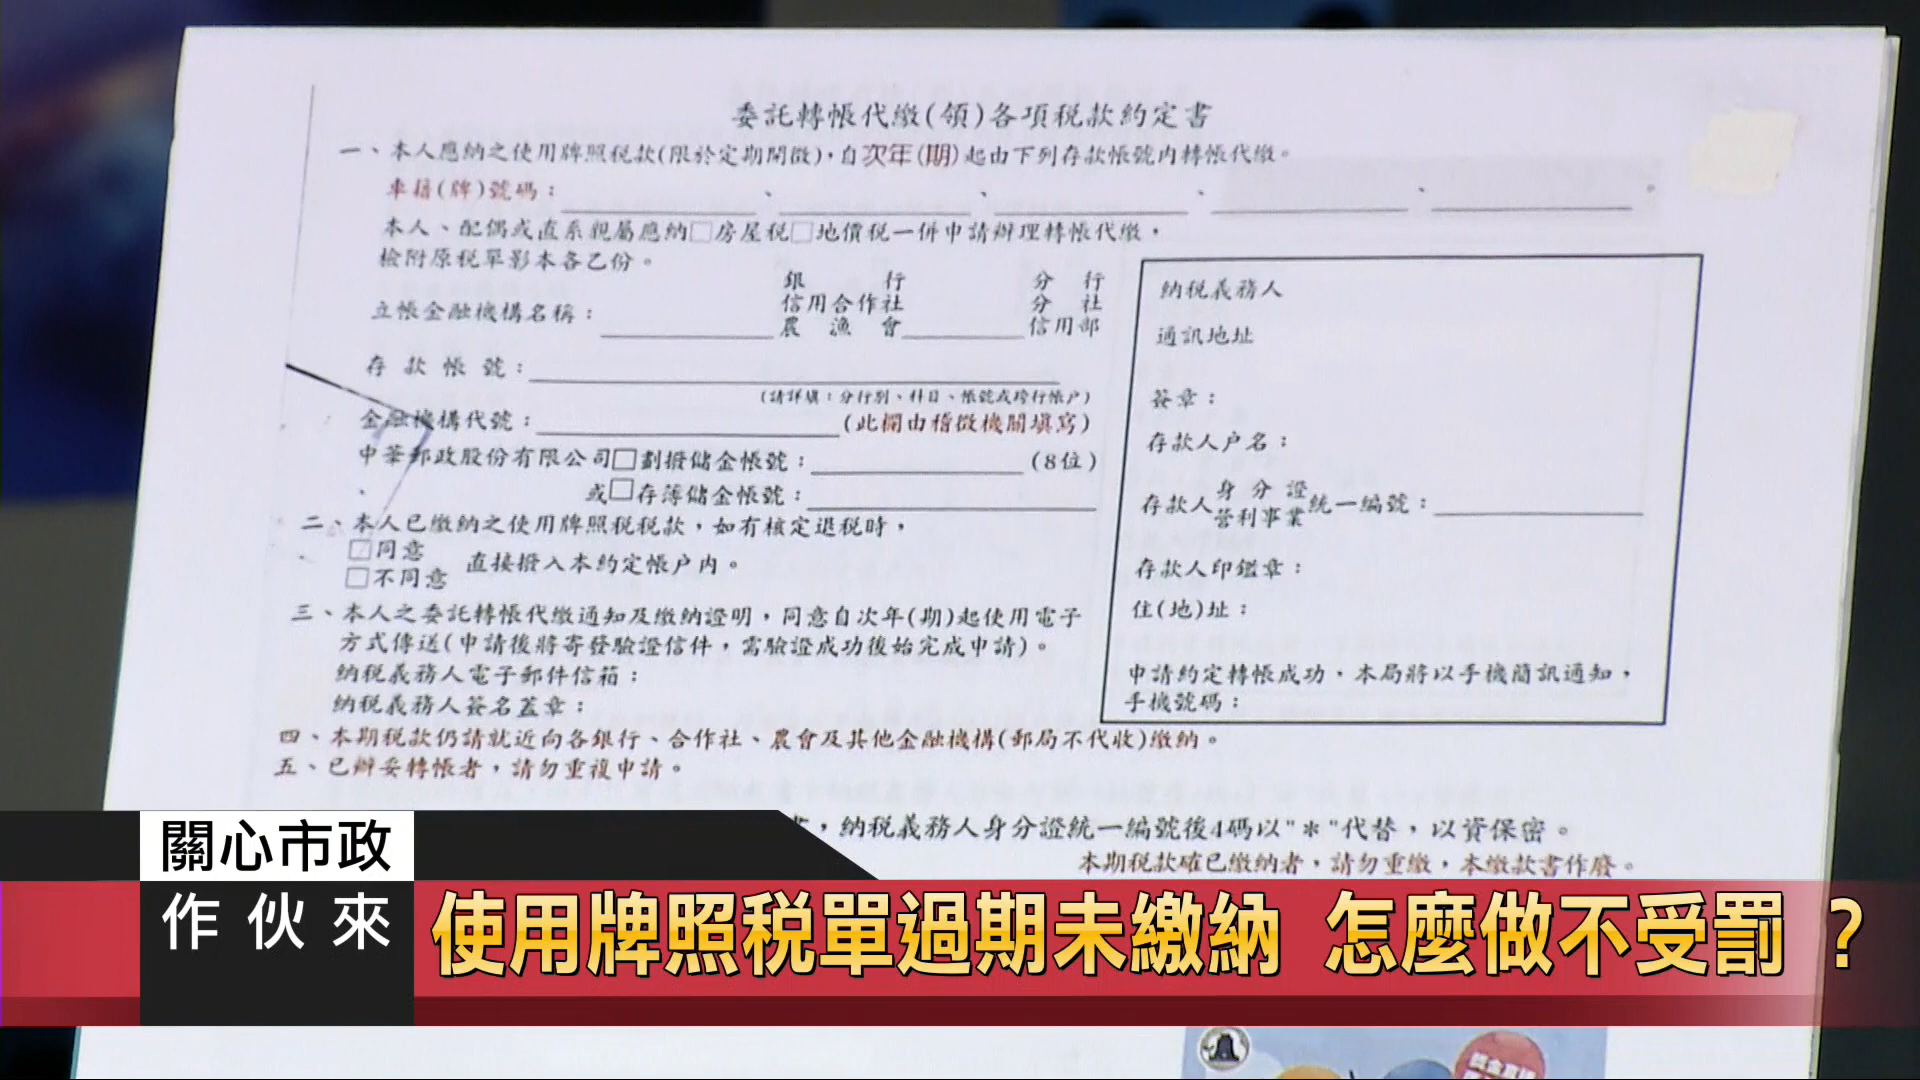 委託轉帳代繳(領)各項稅款約定書
一、本人應納之使用牌照稅款(限於定期開徵),自次年(期)起由下列存款帳號內轉帳代繳。
車籍(牌)號碼: 、 、 、 、 。
本人、配偶或直系親屬應納□房屋稅□地價稅一併申請辦理轉帳代繳,
檢附原稅單影本各乙份。
銀行 分行
立帳金融機構名稱: 信用合作社 分社
農漁會 信用部
存款帳號:
(請詳填:分行別、科目、帳號或跨行帳戶)
金融機構代號: (此欄由稽徵機關填寫)
中華郵政股份有限公司□劃撥儲金帳號: (8位)
或□存簿儲金帳號:
二、本人已繳納之使用牌照稅稅款,如有核定退稅時,
□同意
直接撥入本約定帳戶內。
□不同意
三、本人之委託轉帳代繳通知及繳納證明,同意自次年(期)起使用電子
方式傳送(申請後將寄發驗證信件,需驗證成功後始完成申請)。
納稅義務人電子郵件信箱:
納稅義務人簽名蓋章:
四、本期稅款仍請就近向各銀行、合作社、農會及其他金融機構(郵局不代收)繳納。
五、已辦妥轉帳者,請勿重複申請。
納稅義務人
通訊地址
簽章:
存款人戶名:
存款人身分證營利事業統一編號:
存款人印鑑章:
住(地)址:
申請約定轉帳成功,本局將以手機簡訊通知,
手機號碼:
,納稅義務人身分證統一編號後4碼以"*"代替,以資保密。
本期稅款確已繳納者,請勿重繳,本繳款書作廢。
關心市政
作伙來
使用牌照稅單過期未繳納 怎麼做不受罰?